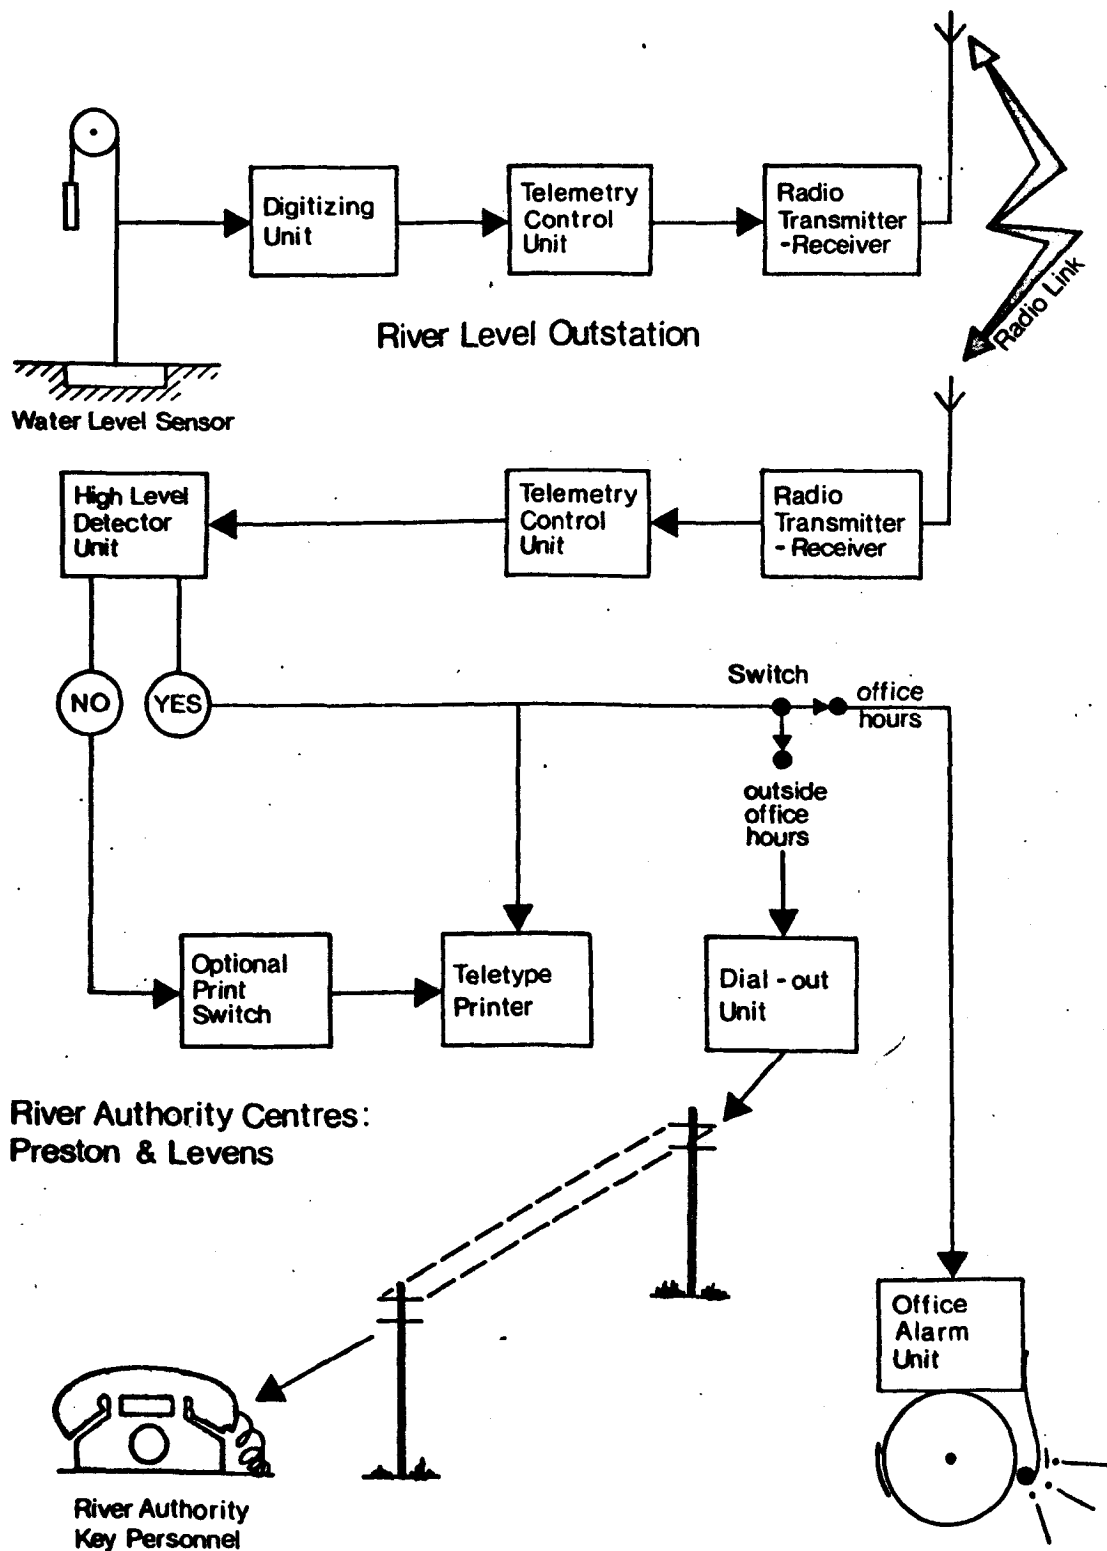 Digitizing
Unit
Telemetry
Control
Unit
Radio
Transmitter
-Receiver
Radio Link
River Level Outstation
Water Level Sensor
High Level
Detector
Unit
Telemetry
Control
Unit
Radio
Transmitter
-Receiver
NO
YES
Switch
office
hours
outside
office
hours
Optional
Print
Switch
Teletype
Printer
Dial-out
Unit
River Authority Centres:
Preston & Levens
Office
Alarm
Unit
River Authority
Key Personnel